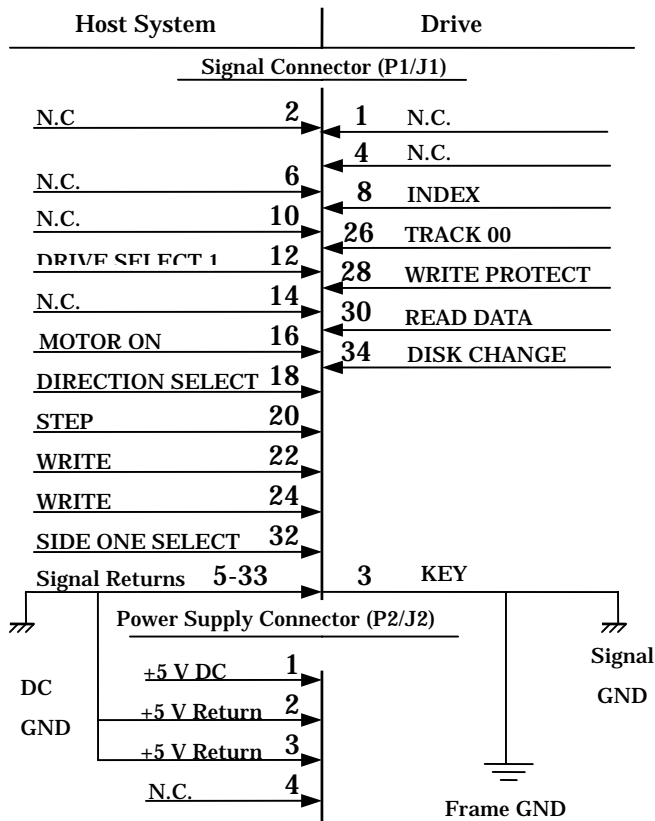 Host System Drive
Signal Connector (P1/J1)
N.C 2 1 N.C.
4 N.C.
N.C. 6 8 INDEX
N.C. 10 26 TRACK 00
DRIVE SELECT 1 12 28 WRITE PROTECT
N.C. 14 30 READ DATA
MOTOR ON 16 34 DISK CHANGE
DIRECTION SELECT 18
STEP 20
WRITE 22
WRITE 24
SIDE ONE SELECT 32
Signal Returns 5-33 3 KEY
Power Supply Connector (P2/J2)
+5 V DC 1
+5 V Return 2
+5 V Return 3
N.C. 4
DC
GND
Signal
GND
Frame GND